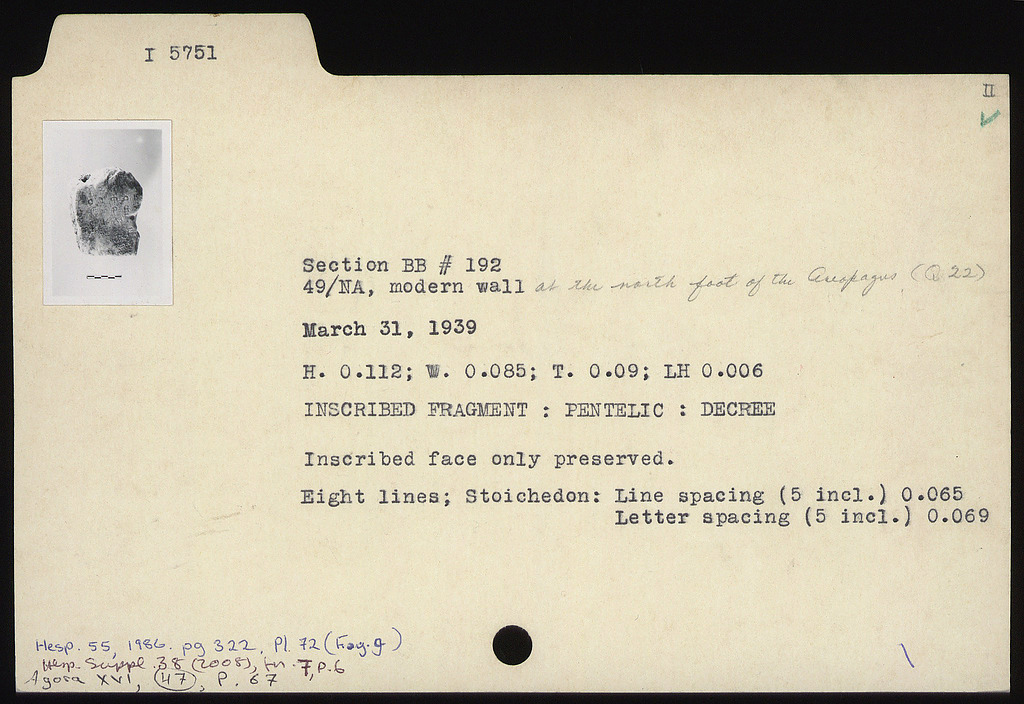 I 5751
II
Section BB # 192
49/NA, modern wall at the north foot of the Areopagus (Q 22)
March 31, 1939
H. 0.112; W. 0.085; T. 0.09; LH 0.006
INSCRIBED FRAGMENT : PENTELIC : DECREE
Inscribed face only preserved.
Eight lines; Stoichedon: Line spacing (5 incl.) 0.065
Letter spacing (5 incl.) 0.069
Hesp. 55, 1986. pg 322, Pl. 72 (Frag. g)
Hesp. Suppl. 38 (2008), fn. 7, p. 6
Agora XVI, 47, P. 67